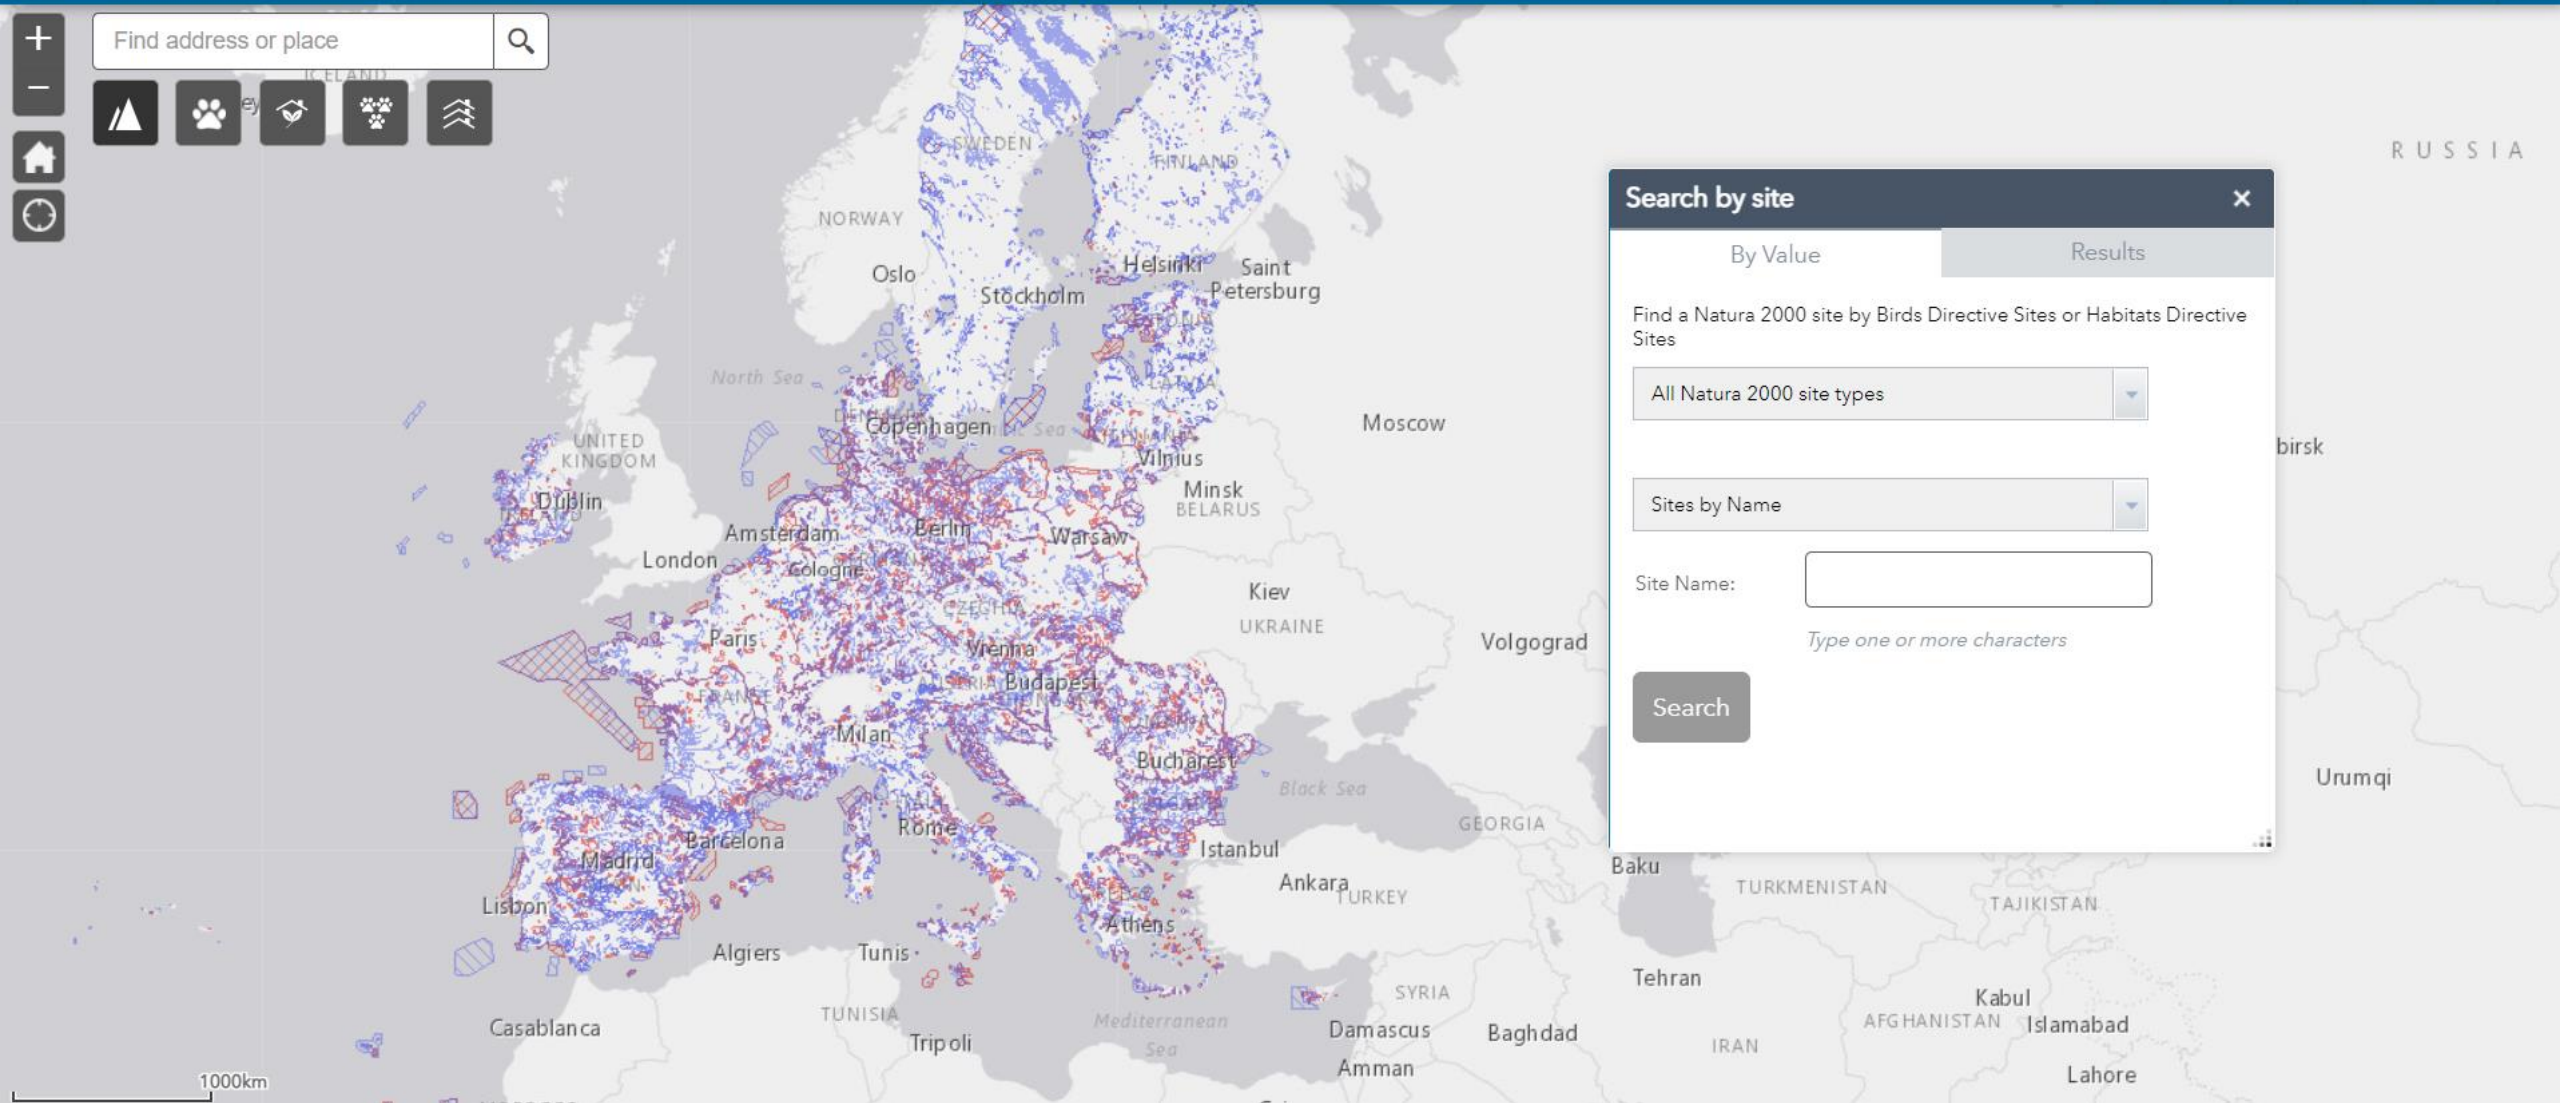 Find address or place
ICELAND
RUSSIA
SWEDEN
FINLAND
NORWAY
Oslo
Helsinki
Saint
Petersburg
Stockholm
North Sea
Copenhagen
Moscow
UNITED
KINGDOM
Vilnius
birsk
Minsk
BELARUS
Dublin
Amsterdam
Berlin
Warsaw
London
Cologne
Kiev
UKRAINE
CZECHIA
Paris
Vienna
Volgograd
Budapest
FRANCE
Milan
Bucharest
Black Sea
Urumqi
Rome
GEORGIA
Barcelona
Istanbul
Madrid
Baku
Ankara
TURKEY
TURKMENISTAN
TAJIKISTAN
Lisbon
Athens
Algiers
Tunis
Tehran
SYRIA
Kabul
TUNISIA
Mediterranean
Sea
AFGHANISTAN
Islamabad
Casablanca
Damascus
Baghdad
Tripoli
IRAN
Amman
Lahore
1000km
Search by site
By Value
Results
Find a Natura 2000 site by Birds Directive Sites or Habitats Directive
Sites
All Natura 2000 site types
Sites by Name
Site Name:
Type one or more characters
Search